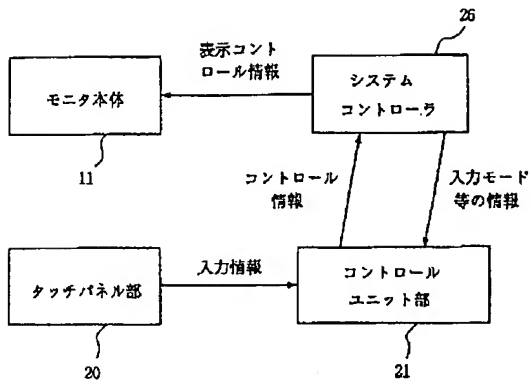 26
表示コント
ロール情報
システム
コントローラ
モニタ本体
11
コントロール
情報
入力モード
等の情報
タッチパネル部
入力情報
コントロール
ユニット部
20
21